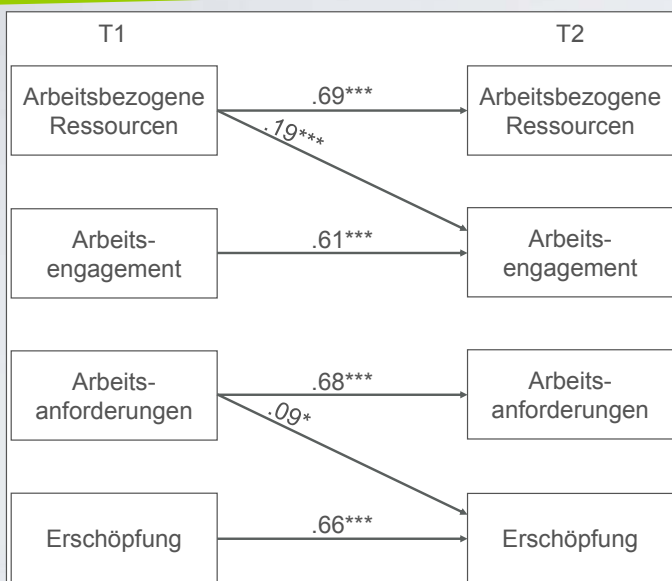 T1
T2
Arbeitsbezogene
Ressourcen
.69***
.19***
Arbeitsbezogene
Ressourcen
Arbeits-
engagement
.61***
Arbeits-
engagement
Arbeits-
anforderungen
.68***
.09*
Arbeits-
anforderungen
Erschöpfung
.66***
Erschöpfung